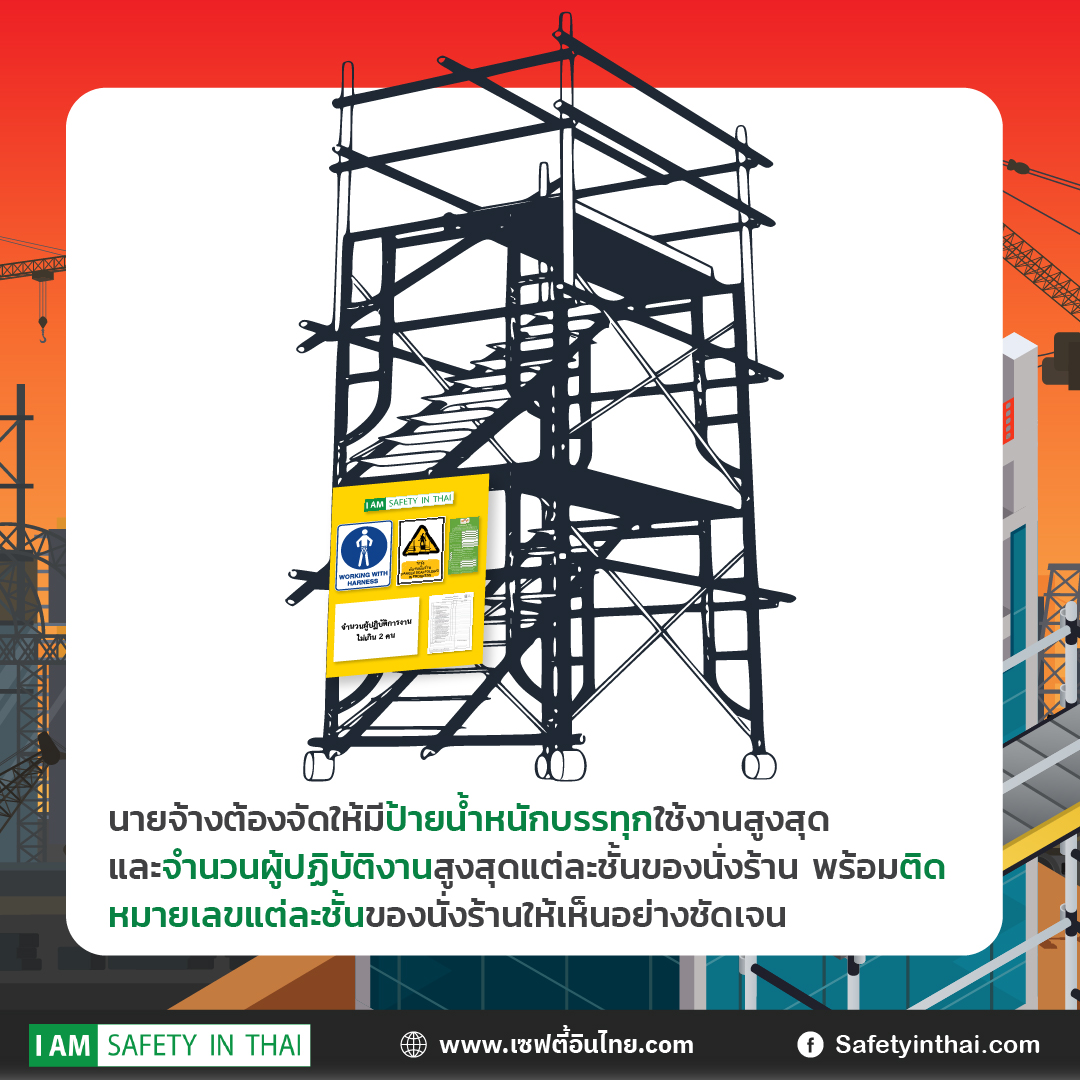 I AM SAFETY IN THAI
WORKING WITH
HARNESS
จำนวนผู้ปฏิบัติการงาน
ไม่เกิน 2 คน
นายจ้างต้องจัดให้มีป้ายน้ำหนักบรรทุกใช้งานสูงสุด
และจำนวนผู้ปฏิบัติงานสูงสุดแต่ละชั้นของนั่งร้าน พร้อมติด
หมายเลขแต่ละชั้นของนั่งร้านให้เห็นอย่างชัดเจน
I AM SAFETY IN THAI
www.เซฟตี้อินไทย.com
Safetyinthai.com